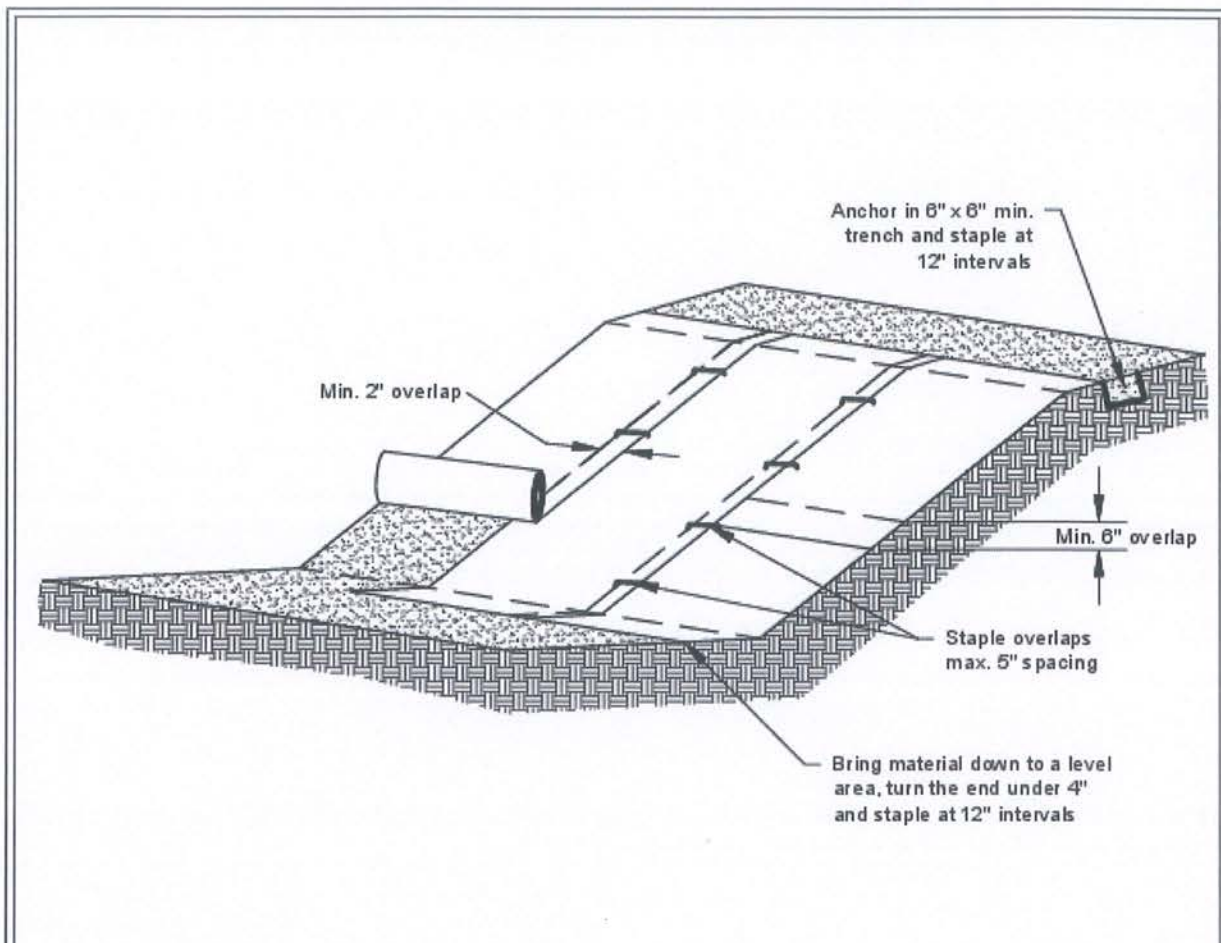 Anchor in 6" x 6" min.
trench and staple at
12" intervals
Min. 2" overlap
Min. 6" overlap
Staple overlaps
max. 5" spacing
Bring material down to a level
area, turn the end under 4"
and staple at 12" intervals